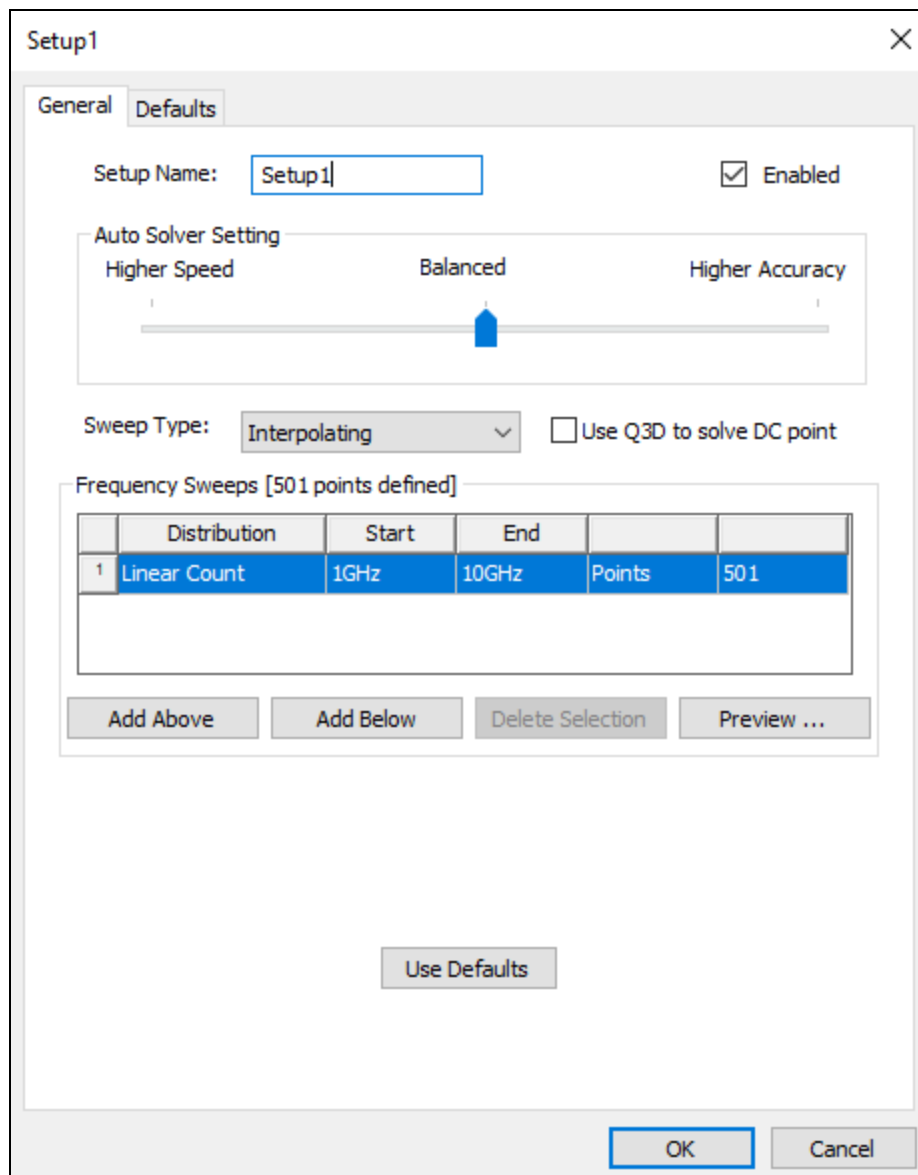 Setup1
General Defaults
Setup Name: Setup1 Enabled
Auto Solver Setting
Higher Speed Balanced Higher Accuracy
Sweep Type: Interpolating Use Q3D to solve DC point
Frequency Sweeps [501 points defined]
Distribution Start End
1 Linear Count 1GHz 10GHz Points 501
Add Above Add Below Delete Selection Preview ...
Use Defaults
OK Cancel